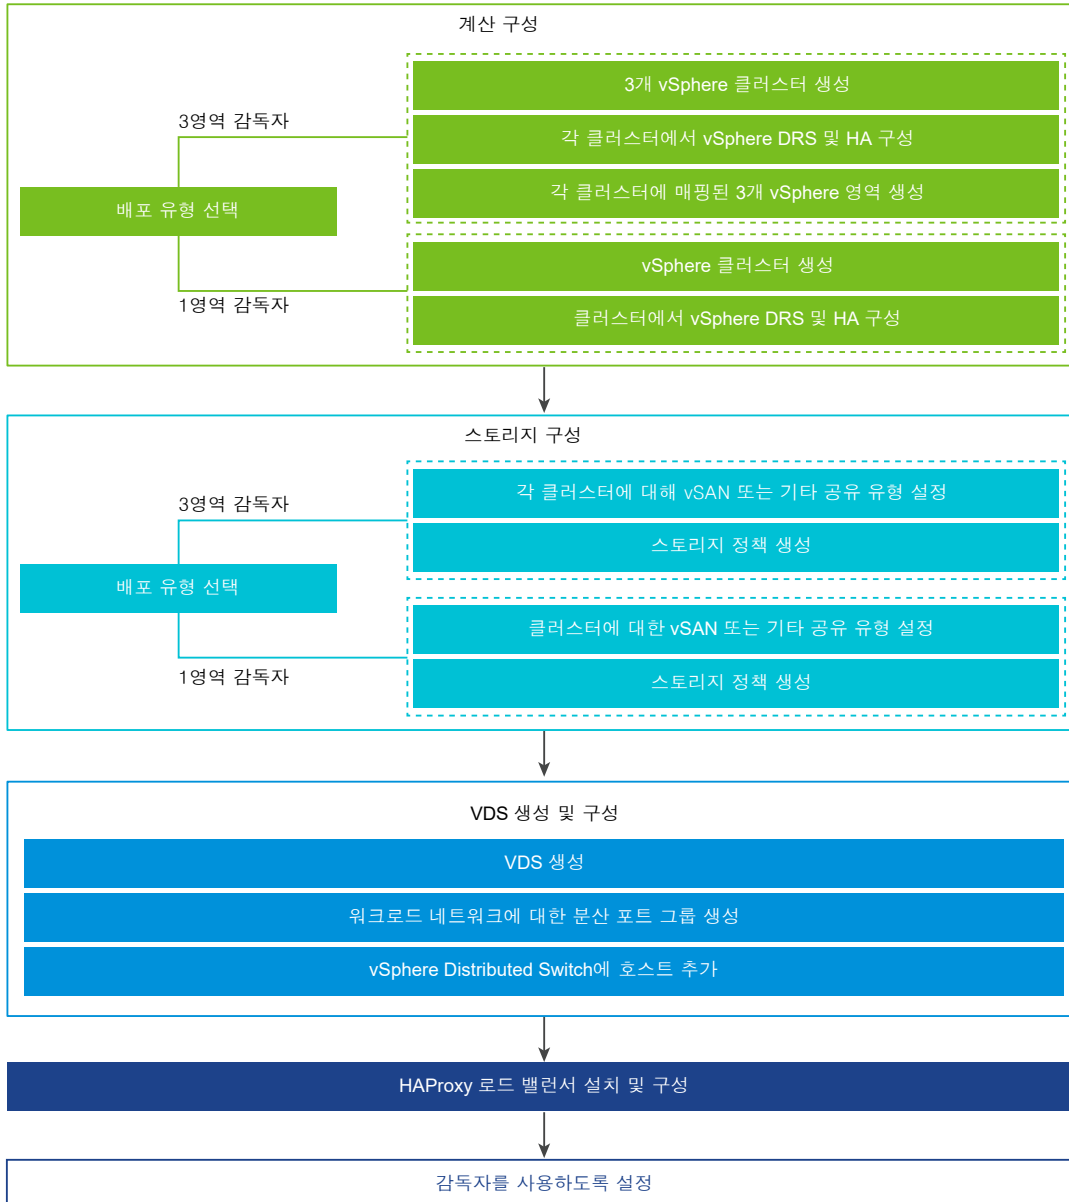 계산 구성
3영역 감독자
3개 vSphere 클러스터 생성
각 클러스터에서 vSphere DRS 및 HA 구성
각 클러스터에 매핑된 3개 vSphere 영역 생성
배포 유형 선택
1영역 감독자
vSphere 클러스터 생성
클러스터에서 vSphere DRS 및 HA 구성
스토리지 구성
3영역 감독자
각 클러스터에 대해 vSAN 또는 기타 공유 유형 설정
스토리지 정책 생성
배포 유형 선택
1영역 감독자
클러스터에 대한 vSAN 또는 기타 공유 유형 설정
스토리지 정책 생성
VDS 생성 및 구성
VDS 생성
워크로드 네트워크에 대한 분산 포트 그룹 생성
vSphere Distributed Switch에 호스트 추가
HAProxy 로드 밸런서 설치 및 구성
감독자를 사용하도록 설정